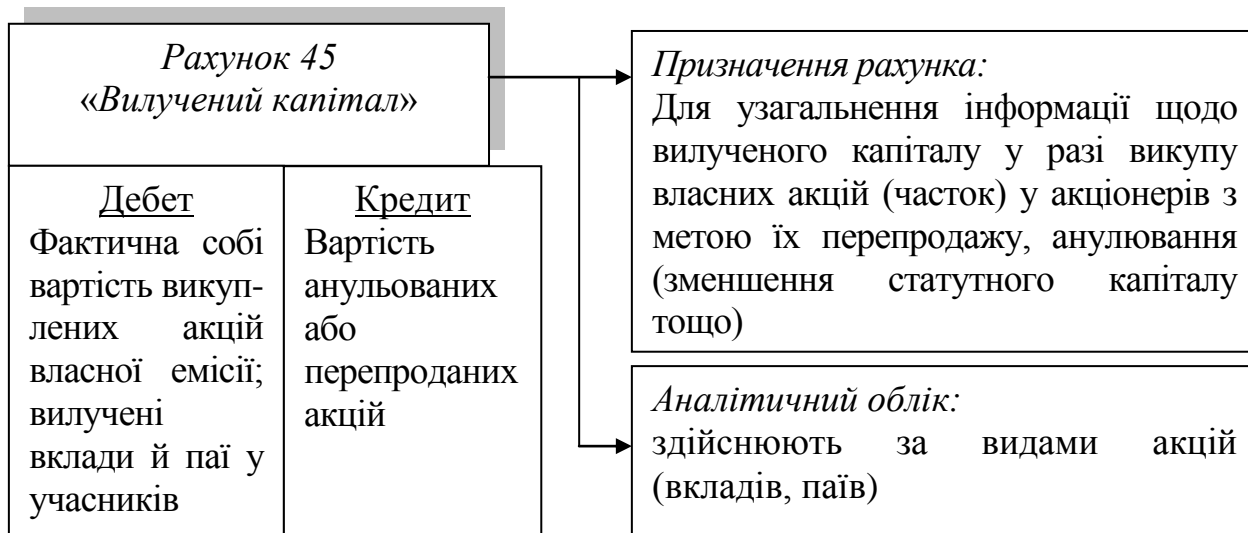 Рахунок 45
«Вилучений капітал»
Дебет
Фактична собі
вартість викуп-
лених акцій
власної емісії;
вилучені
вклади й паї у
учасників
Кредит
Вартість
анульованих
або
перепроданих
акцій
Призначення рахунка:
Для узагальнення інформації щодо
вилученого капіталу у разі викупу
власних акцій (часток) у акціонерів з
метою їх перепродажу, анулювання
(зменшення статутного капіталу
тощо)
Аналітичний облік:
здійснюють за видами акцій
(вкладів, паїв)